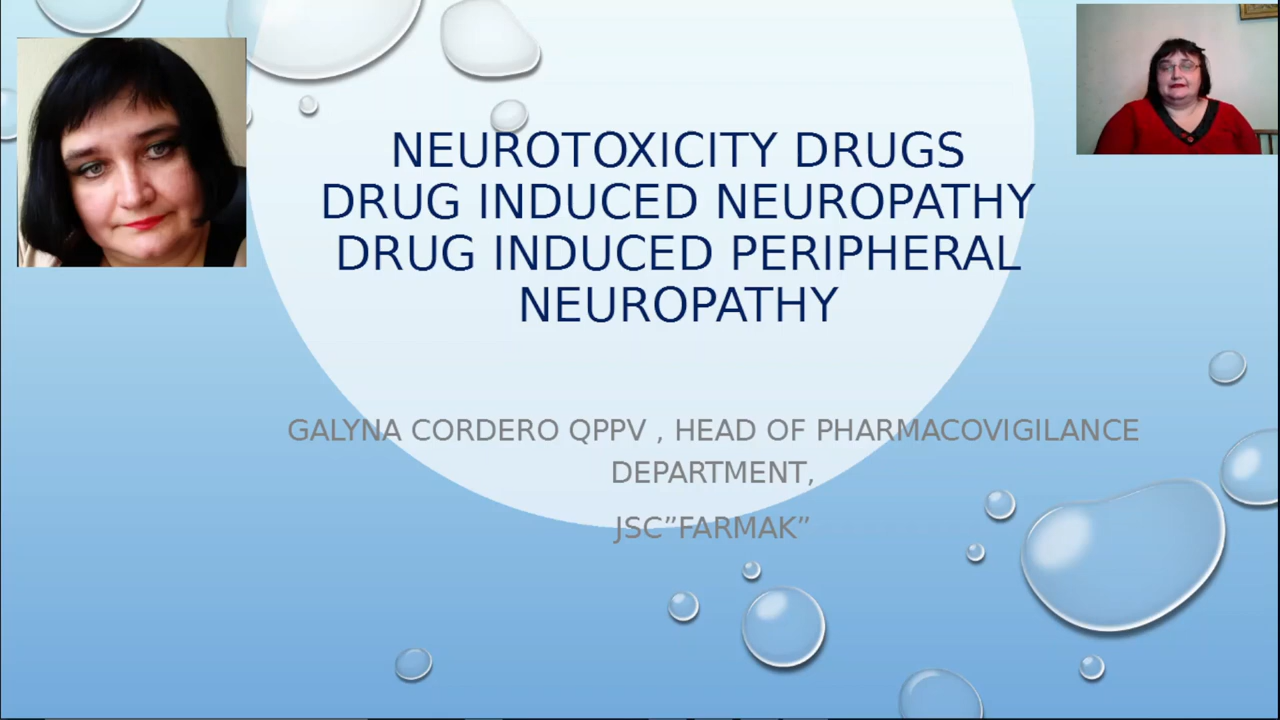 NEUROTOXICITY DRUGS
DRUG INDUCED NEUROPATHY
DRUG INDUCED PERIPHERAL
NEUROPATHY
GALYNA CORDERO QPPV , HEAD OF PHARMACOVIGILANCE
DEPARTMENT,
JSC”FARMAK”